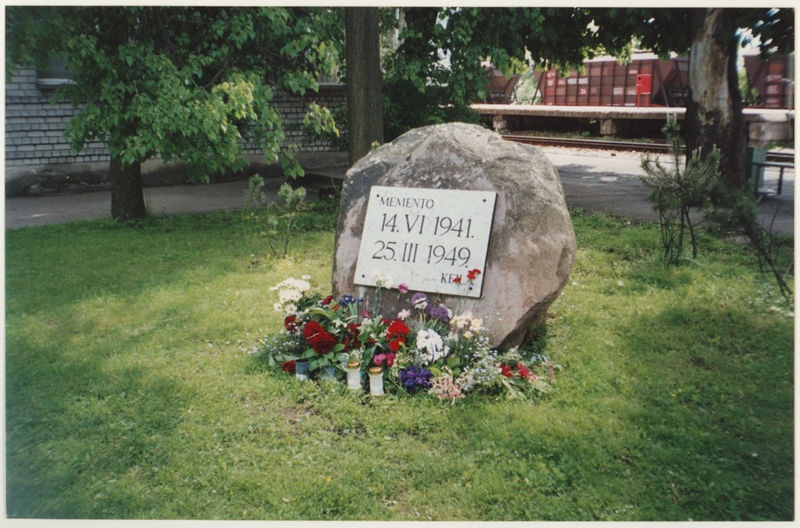 MEMENTO
14. VI 1941.
25. III 1949.